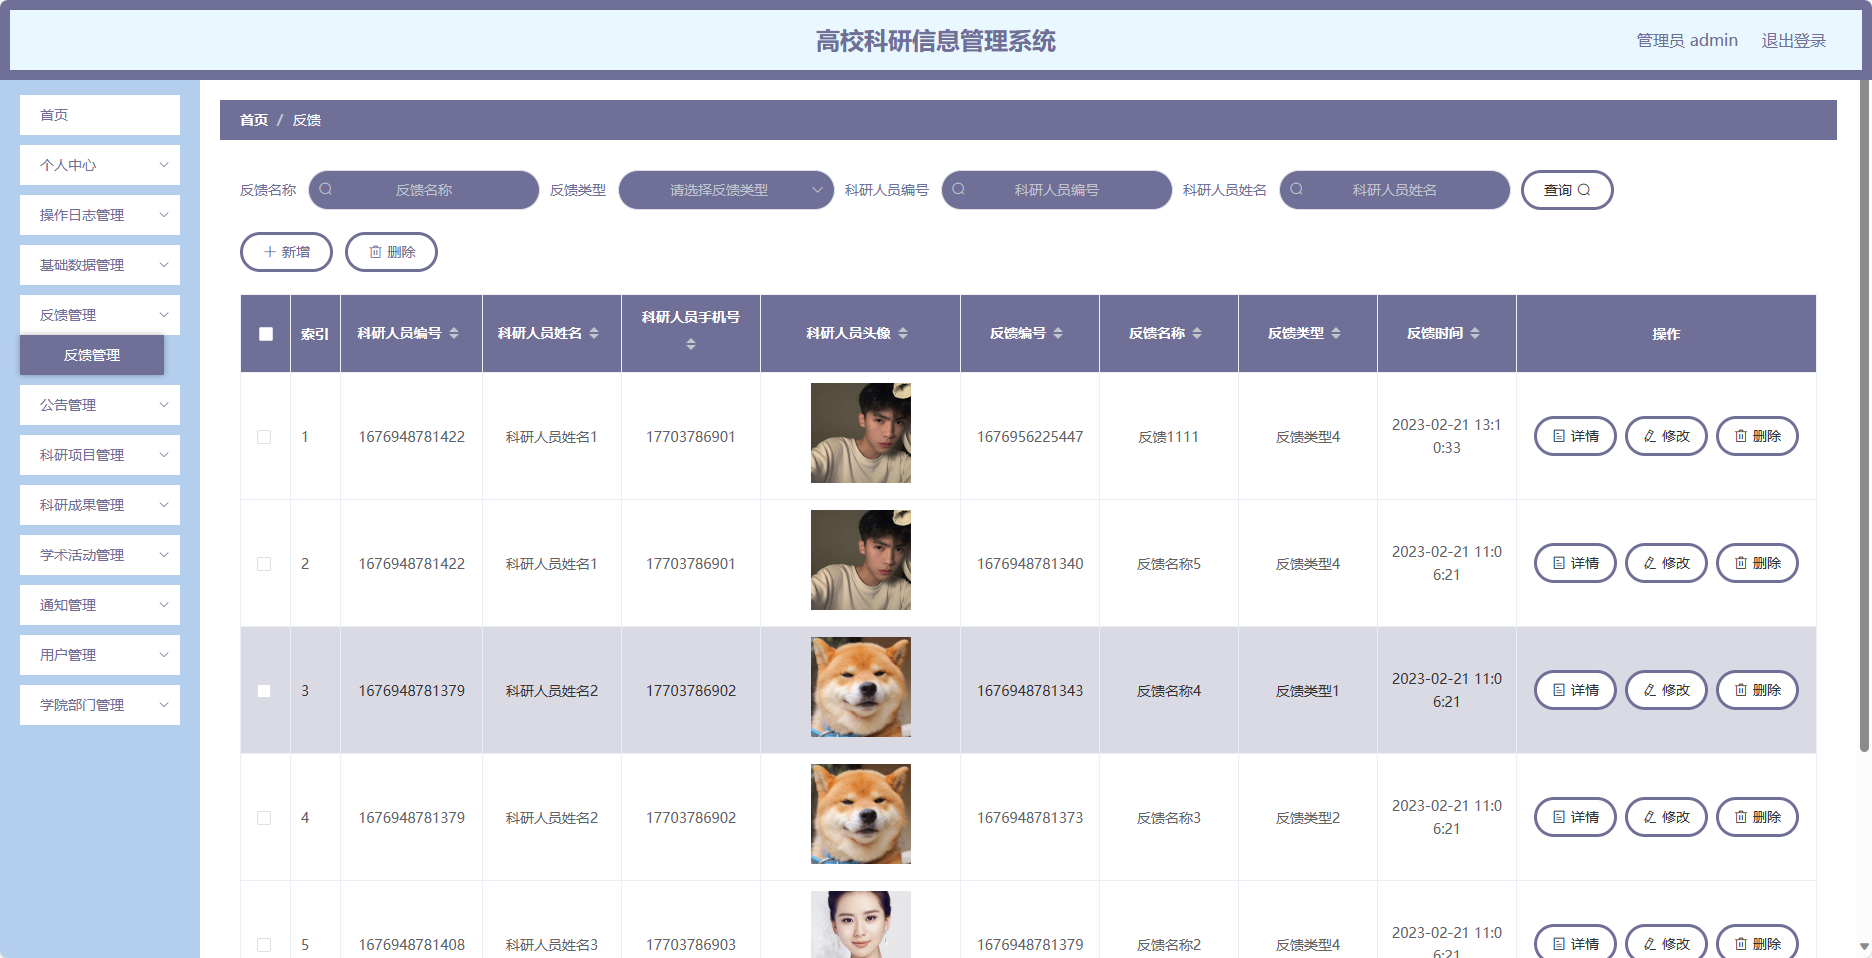 高校科研信息管理系统
管理员 admin 退出登录
首页
个人中心
操作日志管理
基础数据管理
反馈管理
反馈管理
公告管理
科研项目管理
科研成果管理
学术活动管理
通知管理
用户管理
学院部门管理
首页 / 反馈
反馈名称 反馈名称 反馈类型 请选择反馈类型 科研人员编号 科研人员编号 科研人员姓名 科研人员姓名 查询
新增 删除
索引 科研人员编号 科研人员姓名 科研人员手机号 科研人员头像 反馈编号 反馈名称 反馈类型 反馈时间 操作
1 1676948781422 科研人员姓名1 17703786901 1676956225447 反馈1111 反馈类型4 2023-02-21 13:1
0:33 详情 修改 删除
2 1676948781422 科研人员姓名1 17703786901 1676948781340 反馈名称5 反馈类型4 2023-02-21 11:0
6:21 详情 修改 删除
3 1676948781379 科研人员姓名2 17703786902 1676948781343 反馈名称4 反馈类型1 2023-02-21 11:0
6:21 详情 修改 删除
4 1676948781379 科研人员姓名2 17703786902 1676948781373 反馈名称3 反馈类型2 2023-02-21 11:0
6:21 详情 修改 删除
5 1676948781408 科研人员姓名3 17703786903 1676948781379 反馈名称2 反馈类型4 2023-02-21 11:0
6:21 详情 修改 删除